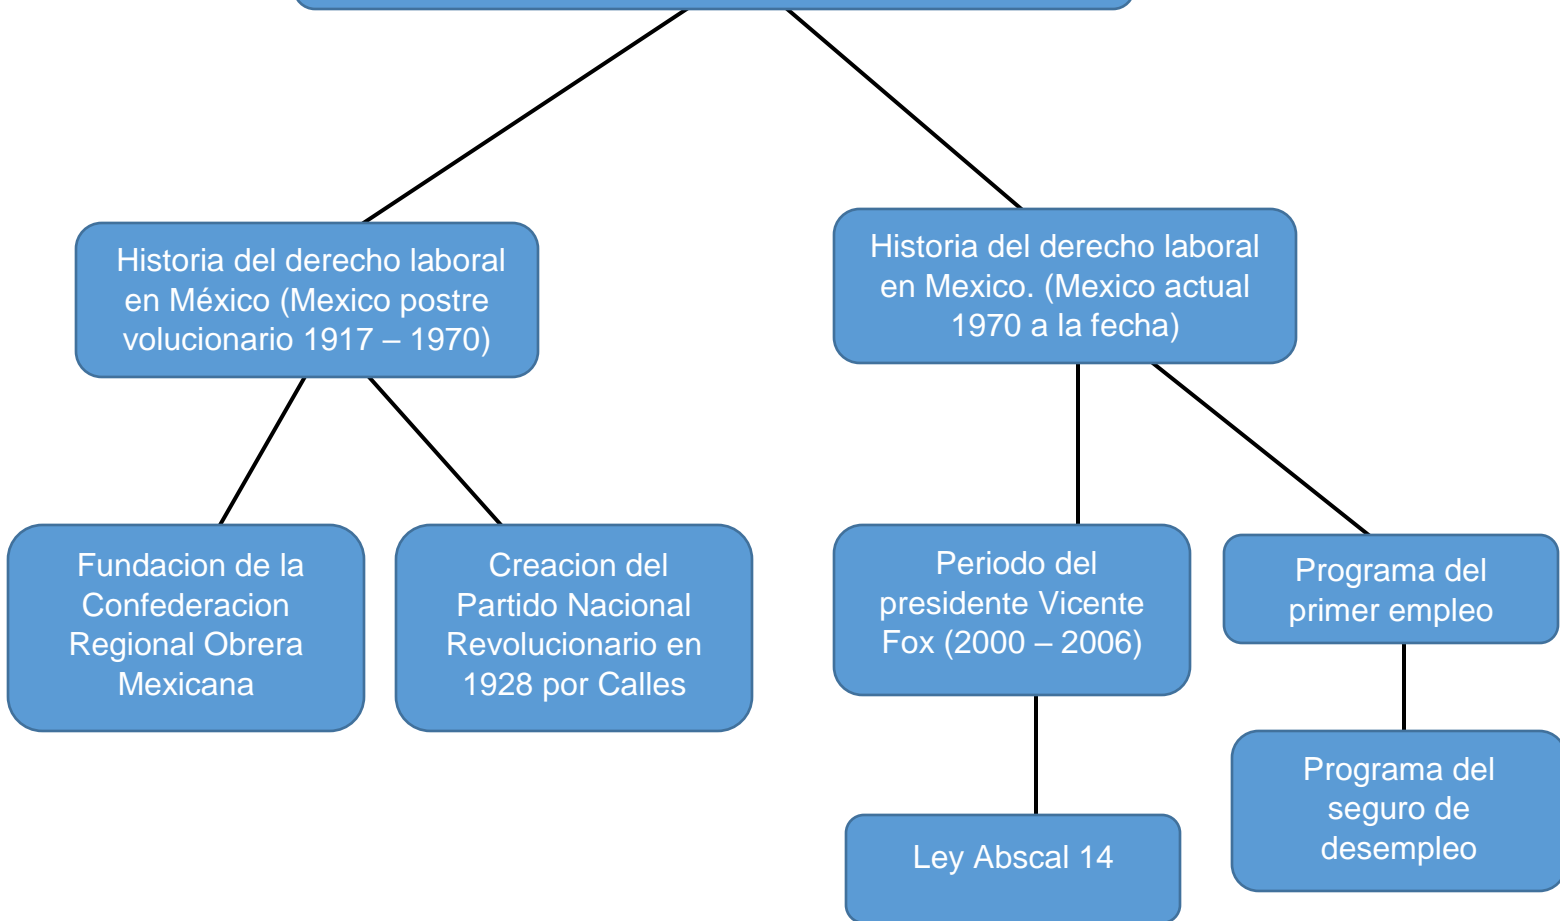 Historia del derecho laboral
en México (Mexico postre
volucionario 1917 – 1970)
Historia del derecho laboral
en Mexico. (Mexico actual
1970 a la fecha)
Fundacion de la
Confederacion
Regional Obrera
Mexicana
Creacion del
Partido Nacional
Revolucionario en
1928 por Calles
Periodo del
presidente Vicente
Fox (2000 – 2006)
Programa del
primer empleo
Ley Abscal 14
Programa del
seguro de
desempleo